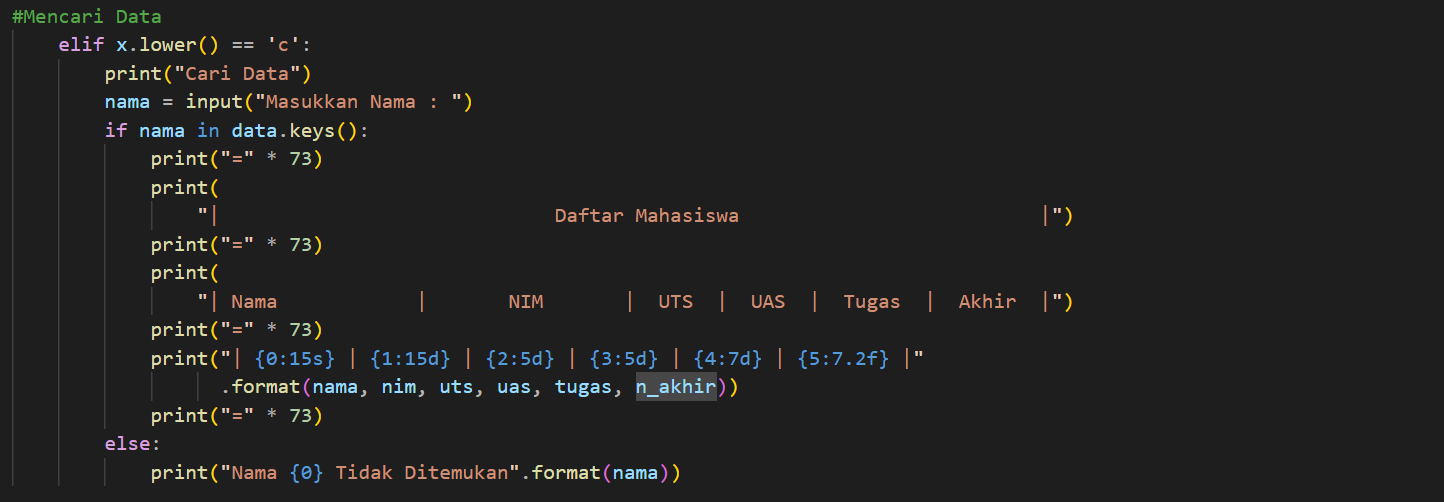 #Mencari Data
    elif x.lower() == 'c':
        print("Cari Data")
        nama = input("Masukkan Nama : ")
        if nama in data.keys():
            print("=" * 73)
            print(
                "|                             Daftar Mahasiswa                          |")
            print("=" * 73)
            print(
                "| Nama            |       NIM       |  UTS  |  UAS  |  Tugas  |  Akhir  |")
            print("=" * 73)
            print("| {0:15s} | {1:15d} | {2:5d} | {3:5d} | {4:7d} | {5:7.2f} |"
                  .format(nama, nim, uts, uas, tugas, n_akhir))
            print("=" * 73)
        else:
            print("Nama {0} Tidak Ditemukan".format(nama))